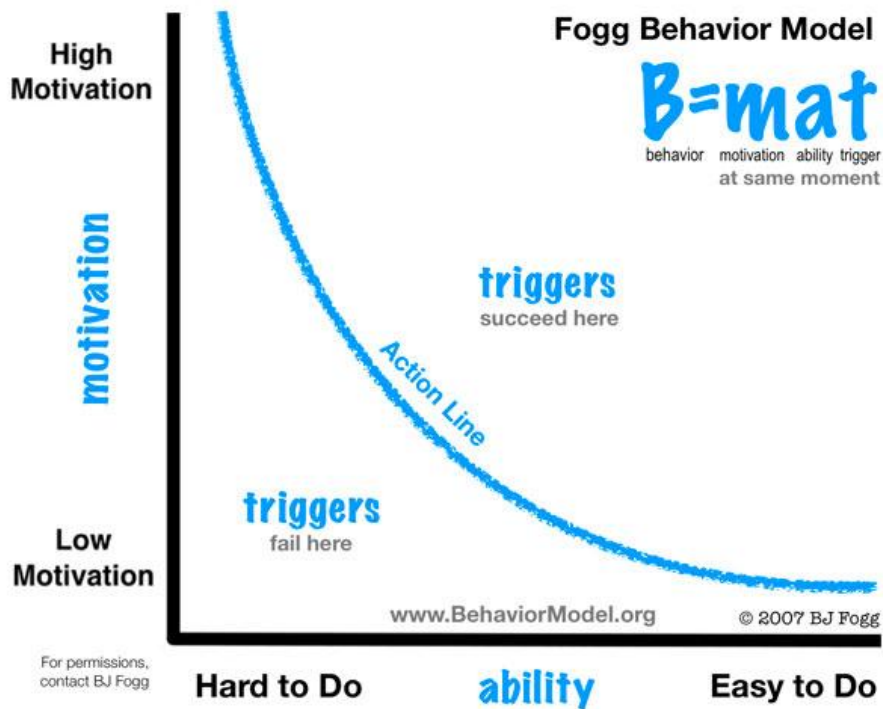 Fogg Behavior Model
B=mat
behavior motivation ability trigger
at same moment
High
Motivation
motivation
triggers
succeed here
Action Line
triggers
fail here
Low
Motivation
www.BehaviorModel.org
© 2007 BJ Fogg
For permissions,
contact BJ Fogg
Hard to Do
ability
Easy to Do